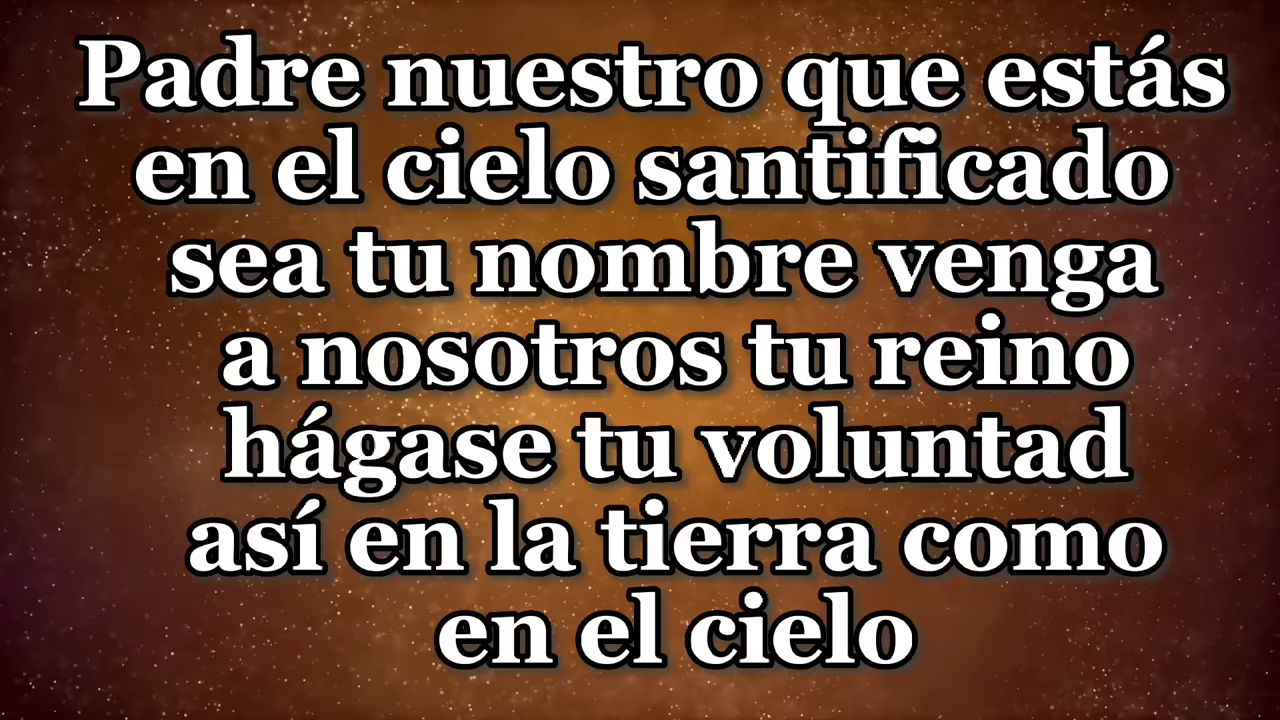 Padre nuestro que estás
en el cielo santificado
sea tu nombre venga
a nosotros tu reino
hágase tu voluntad
así en la tierra como
en el cielo